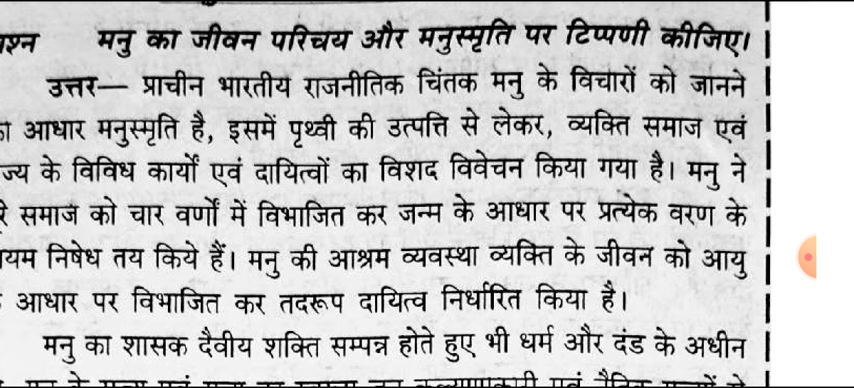 प्रश्न मनु का जीवन परिचय और मनुस्मृति पर टिप्पणी कीजिए।
उत्तर— प्राचीन भारतीय राजनीतिक चिंतक मनु के विचारों को जानने
का आधार मनुस्मृति है, इसमें पृथ्वी की उत्पत्ति से लेकर, व्यक्ति समाज एवं
ज्य के विविध कार्यों एवं दायित्वों का विशद विवेचन किया गया है। मनु ने
रे समाज को चार वर्णों में विभाजित कर जन्म के आधार पर प्रत्येक वरण के
यम निषेध तय किये हैं। मनु की आश्रम व्यवस्था व्यक्ति के जीवन को आयु
आधार पर विभाजित कर तदरूप दायित्व निर्धारित किया है।
मनु का शासक दैवीय शक्ति सम्पन्न होते हुए भी धर्म और दंड के अधीन